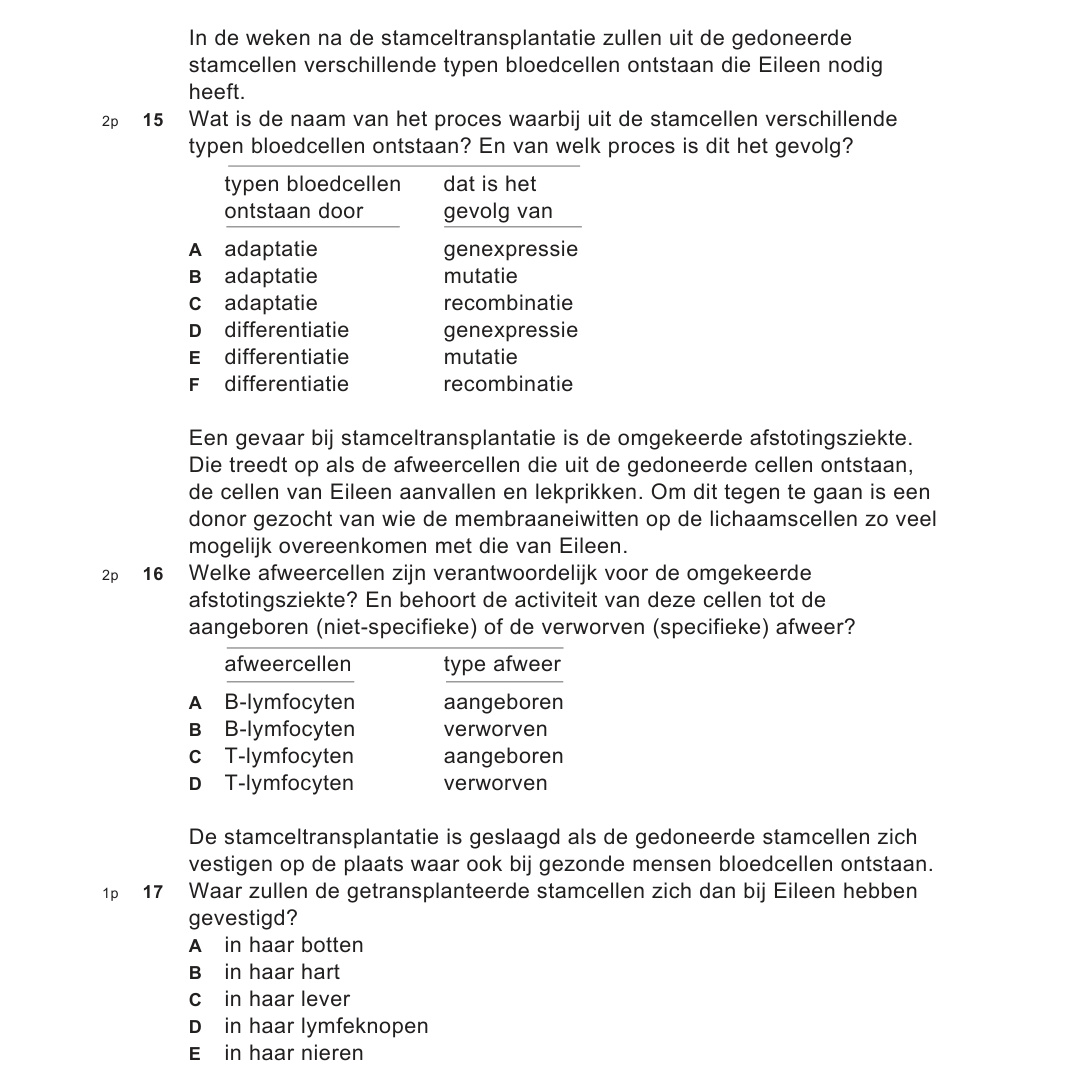 In de weken na de stamceltransplantatie zullen uit de gedoneerde
stamcellen verschillende typen bloedcellen ontstaan die Eileen nodig
heeft.
2p 15 Wat is de naam van het proces waarbij uit de stamcellen verschillende
typen bloedcellen ontstaan? En van welk proces is dit het gevolg?
typen bloedcellen dat is het
ontstaan door gevolg van
A adaptatie genexpressie
B adaptatie mutatie
C adaptatie recombinatie
D differentiatie genexpressie
E differentiatie mutatie
F differentiatie recombinatie
Een gevaar bij stamceltransplantatie is de omgekeerde afstotingsziekte.
Die treedt op als de afweercellen die uit de gedoneerde cellen ontstaan,
de cellen van Eileen aanvallen en lekprikken. Om dit tegen te gaan is een
donor gezocht van wie de membraaneiwitten op de lichaamscellen zo veel
mogelijk overeenkomen met die van Eileen.
2p 16 Welke afweercellen zijn verantwoordelijk voor de omgekeerde
afstotingsziekte? En behoort de activiteit van deze cellen tot de
aangeboren (niet-specifieke) of de verworven (specifieke) afweer?
afweercellen type afweer
A B-lymfocyten aangeboren
B B-lymfocyten verworven
C T-lymfocyten aangeboren
D T-lymfocyten verworven
De stamceltransplantatie is geslaagd als de gedoneerde stamcellen zich
vestigen op de plaats waar ook bij gezonde mensen bloedcellen ontstaan.
1p 17 Waar zullen de getransplanteerde stamcellen zich dan bij Eileen hebben
gevestigd?
A in haar botten
B in haar hart
C in haar lever
D in haar lymfeknopen
E in haar nieren